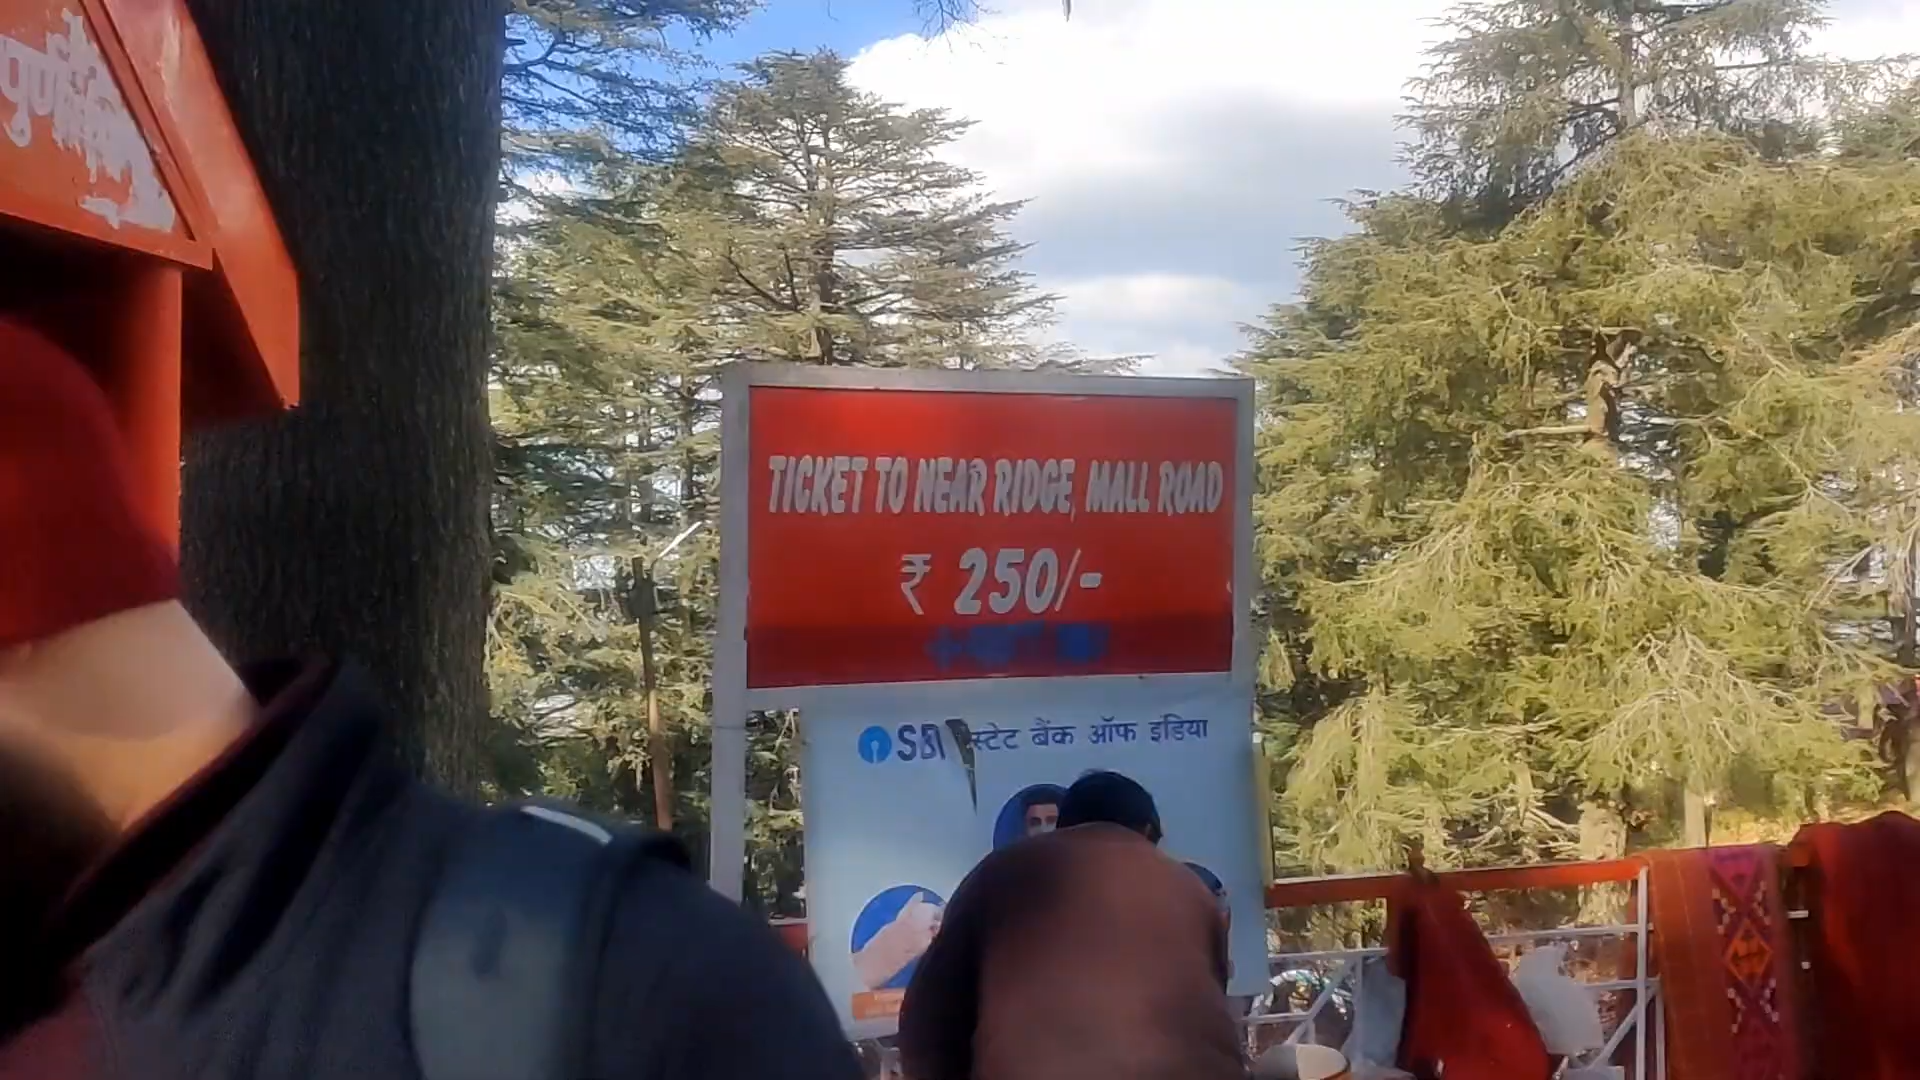 TICKET TO NEAR RIDGE, MALL ROAD
₹ 250/-
SBI स्टेट बैंक ऑफ इंडिया